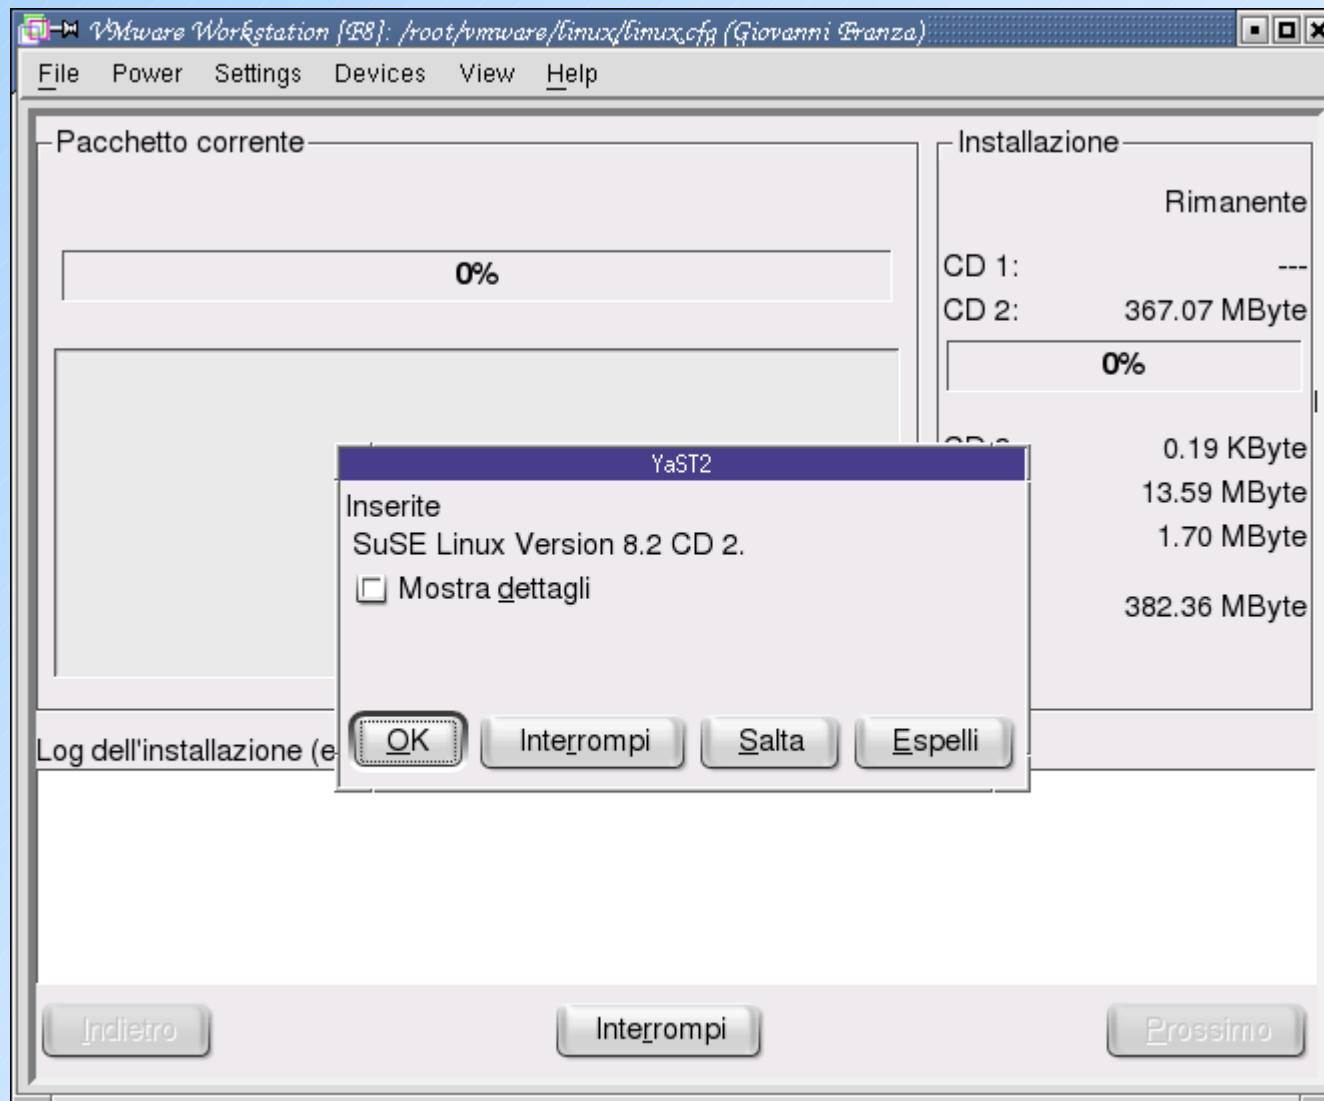 VMware Workstation [F8]: /root/vmware/linux/linux.cfg (Giovanni Franza)
File Power Settings Devices View Help
Pacchetto corrente
0%
Installazione
Rimanente
CD 1: ---
CD 2: 367.07 MByte
0%
0.19 KByte
13.59 MByte
1.70 MByte
382.36 MByte
YaST2
Inserite
SuSE Linux Version 8.2 CD 2.
Mostra dettagli
OK Interrompi Salta Espelli
Log dell'installazione (e
Indietro Interrompi Prossimo